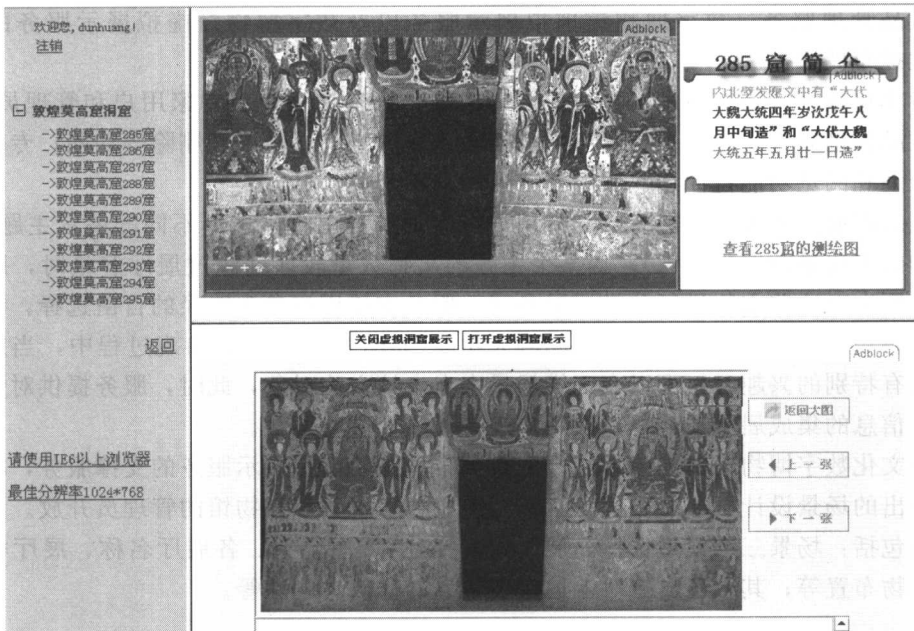 欢迎您, dunhuang!
注销
敦煌莫高窟洞窟
->敦煌莫高窟285窟
->敦煌莫高窟286窟
->敦煌莫高窟287窟
->敦煌莫高窟288窟
->敦煌莫高窟289窟
->敦煌莫高窟290窟
->敦煌莫高窟291窟
->敦煌莫高窟292窟
->敦煌莫高窟293窟
->敦煌莫高窟294窟
->敦煌莫高窟295窟
返回
请使用IE6以上浏览器
最佳分辨率1024*768
Adblock
285 窟 简 介
Adblock
内北壁发愿文中有“大代
大魏大统四年岁次戊午八
月中旬造”和“大代大魏
大统五年五月廿一日造”
查看285窟的测绘图
关闭虚拟洞窟展示 打开虚拟洞窟展示
Adblock
返回大图
上一张
下一张